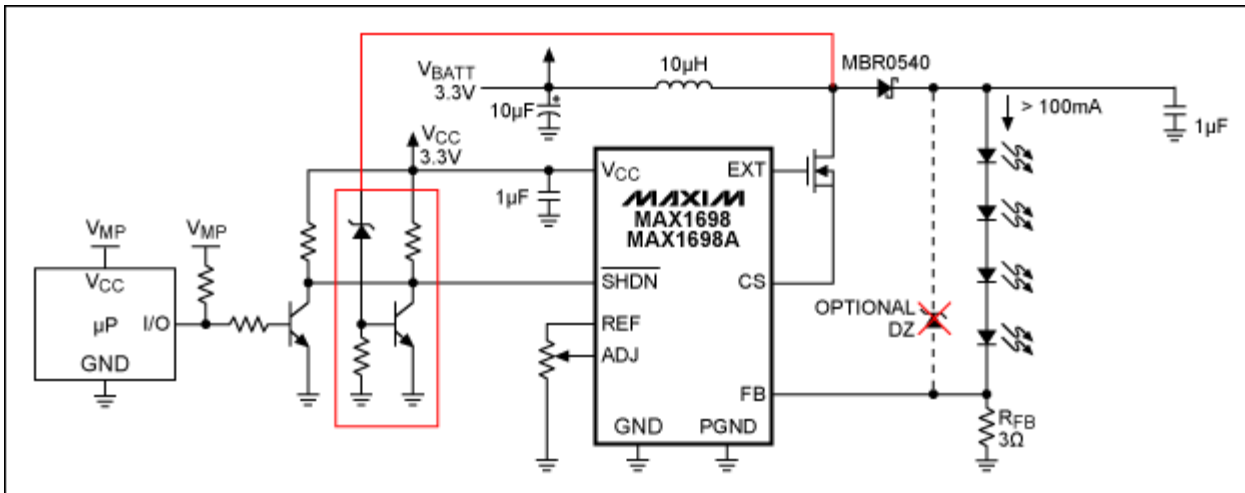 VBATT
3.3V
10µF
10µH
MBR0540
> 100mA
1µF
VCC
3.3V
1µF
VMP
VMP
VCC
µP
I/O
GND
VCC
EXT
MAXIM
MAX1698
MAX1698A
SHDN
CS
REF
ADJ
FB
GND
PGND
OPTIONAL
DZ
RFB
3Ω